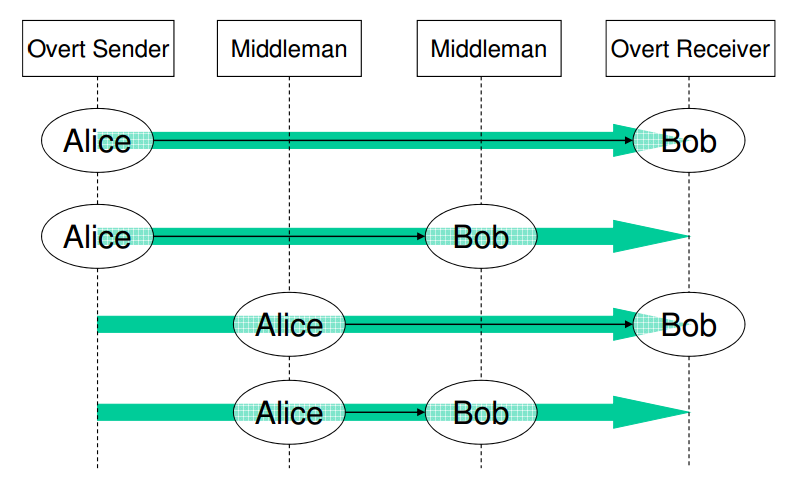 Overt Sender
Middleman
Middleman
Overt Receiver
Alice
Bob
Alice
Bob
Alice
Bob
Alice
Bob